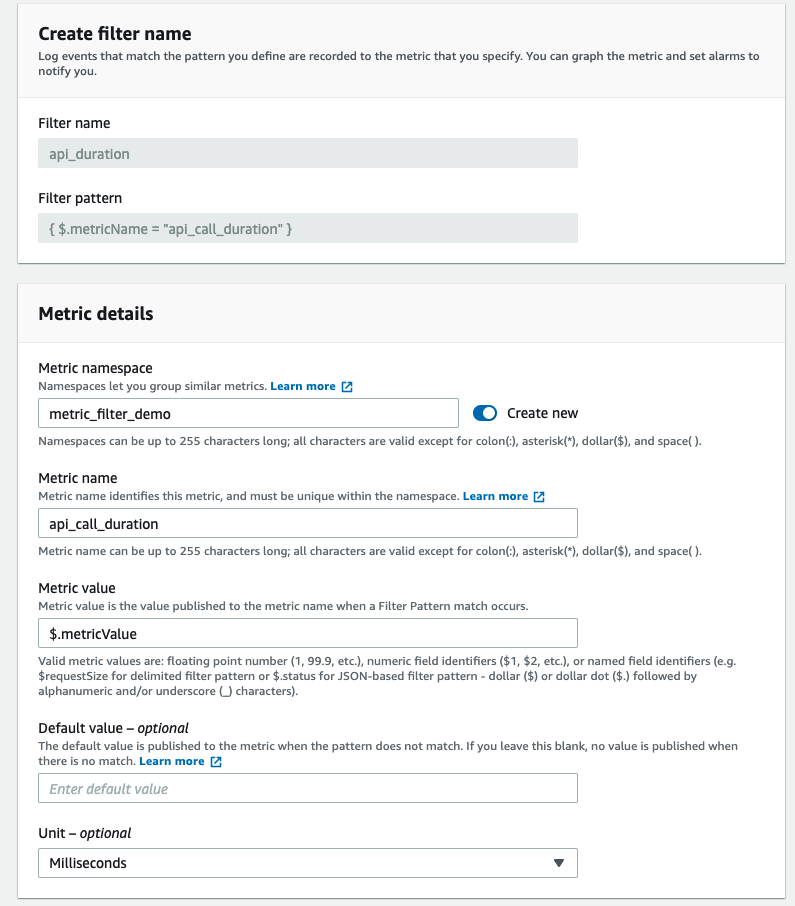 Create filter name
Log events that match the pattern you define are recorded to the metric that you specify. You can graph the metric and set alarms to
notify you.
Filter name
api_duration
Filter pattern
{ $.metricName = "api_call_duration" }
Metric details
Metric namespace
Namespaces let you group similar metrics. Learn more
metric_filter_demo
Create new
Namespaces can be up to 255 characters long; all characters are valid except for colon(:), asterisk(*), dollar($), and space( ).
Metric name
Metric name identifies this metric, and must be unique within the namespace. Learn more
api_call_duration
Metric name can be up to 255 characters long; all characters are valid except for colon(:), asterisk(*), dollar($), and space( ).
Metric value
Metric value is the value published to the metric name when a Filter Pattern match occurs.
$.metricValue
Valid metric values are: floating point number (1, 99.9, etc.), numeric field identifiers ($1, $2, etc.), or named field identifiers (e.g.
$requestSize for delimited filter pattern or $.status for JSON-based filter pattern - dollar ($) or dollar dot ($.) followed by
alphanumeric and/or underscore (_) characters).
Default value – optional
The default value is published to the metric when the pattern does not match. If you leave this blank, no value is published when
there is no match. Learn more
Enter default value
Unit – optional
Milliseconds